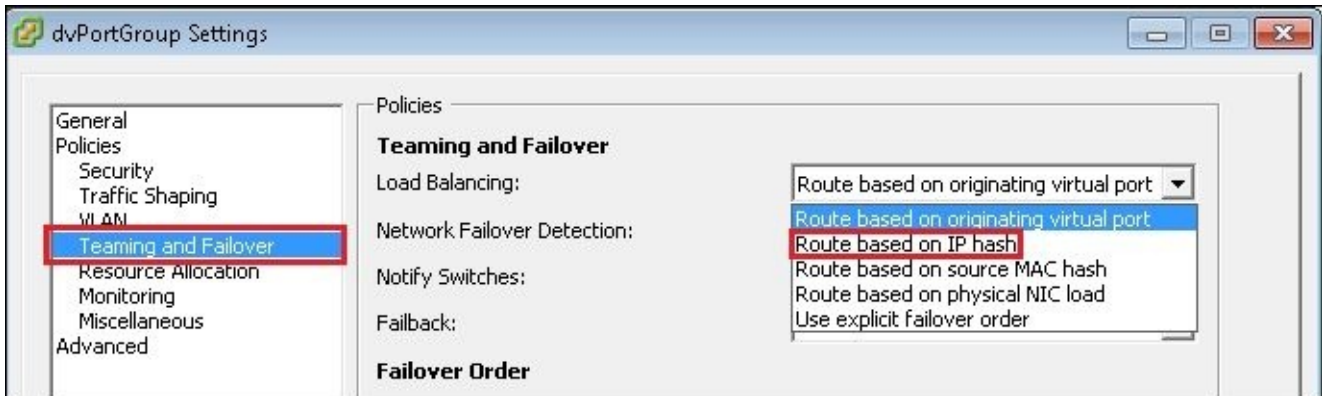 dvPortGroup Settings
General
Policies
Security
Traffic Shaping
VLAN
Teaming and Failover
Resource Allocation
Monitoring
Miscellaneous
Advanced
Policies
Teaming and Failover
Load Balancing:
Route based on originating virtual port
Route based on originating virtual port
Network Failover Detection:
Route based on IP hash
Route based on source MAC hash
Notify Switches:
Route based on physical NIC load
Failback:
Use explicit failover order
Failover Order